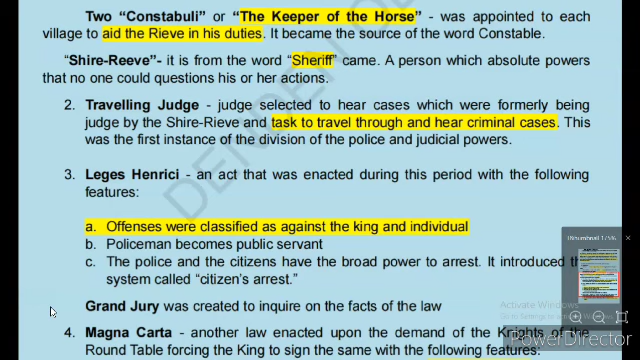 Two “Constabuli” or “The Keeper of the Horse” - was appointed to each
village to aid the Rieve in his duties. It became the source of the word Constable.
“Shire-Reeve”- it is from the word “Sheriff” came. A person which absolute powers
that no one could questions his or her actions.
2. Travelling Judge - judge selected to hear cases which were formerly being
judge by the Shire-Rieve and task to travel through and hear criminal cases. This
was the first instance of the division of the police and judicial powers.
3. Leges Henrici - an act that was enacted during this period with the following
features:
a. Offenses were classified as against the king and individual
b. Policeman becomes public servant
c. The police and the citizens have the broad power to arrest. It introduced the
system called “citizen’s arrest.”
Grand Jury was created to inquire on the facts of the law
4. Magna Carta - another law enacted upon the demand of the Knights of the
Round Table forcing the King to sign the same with the following features:
Activate Windows
PowerDirector